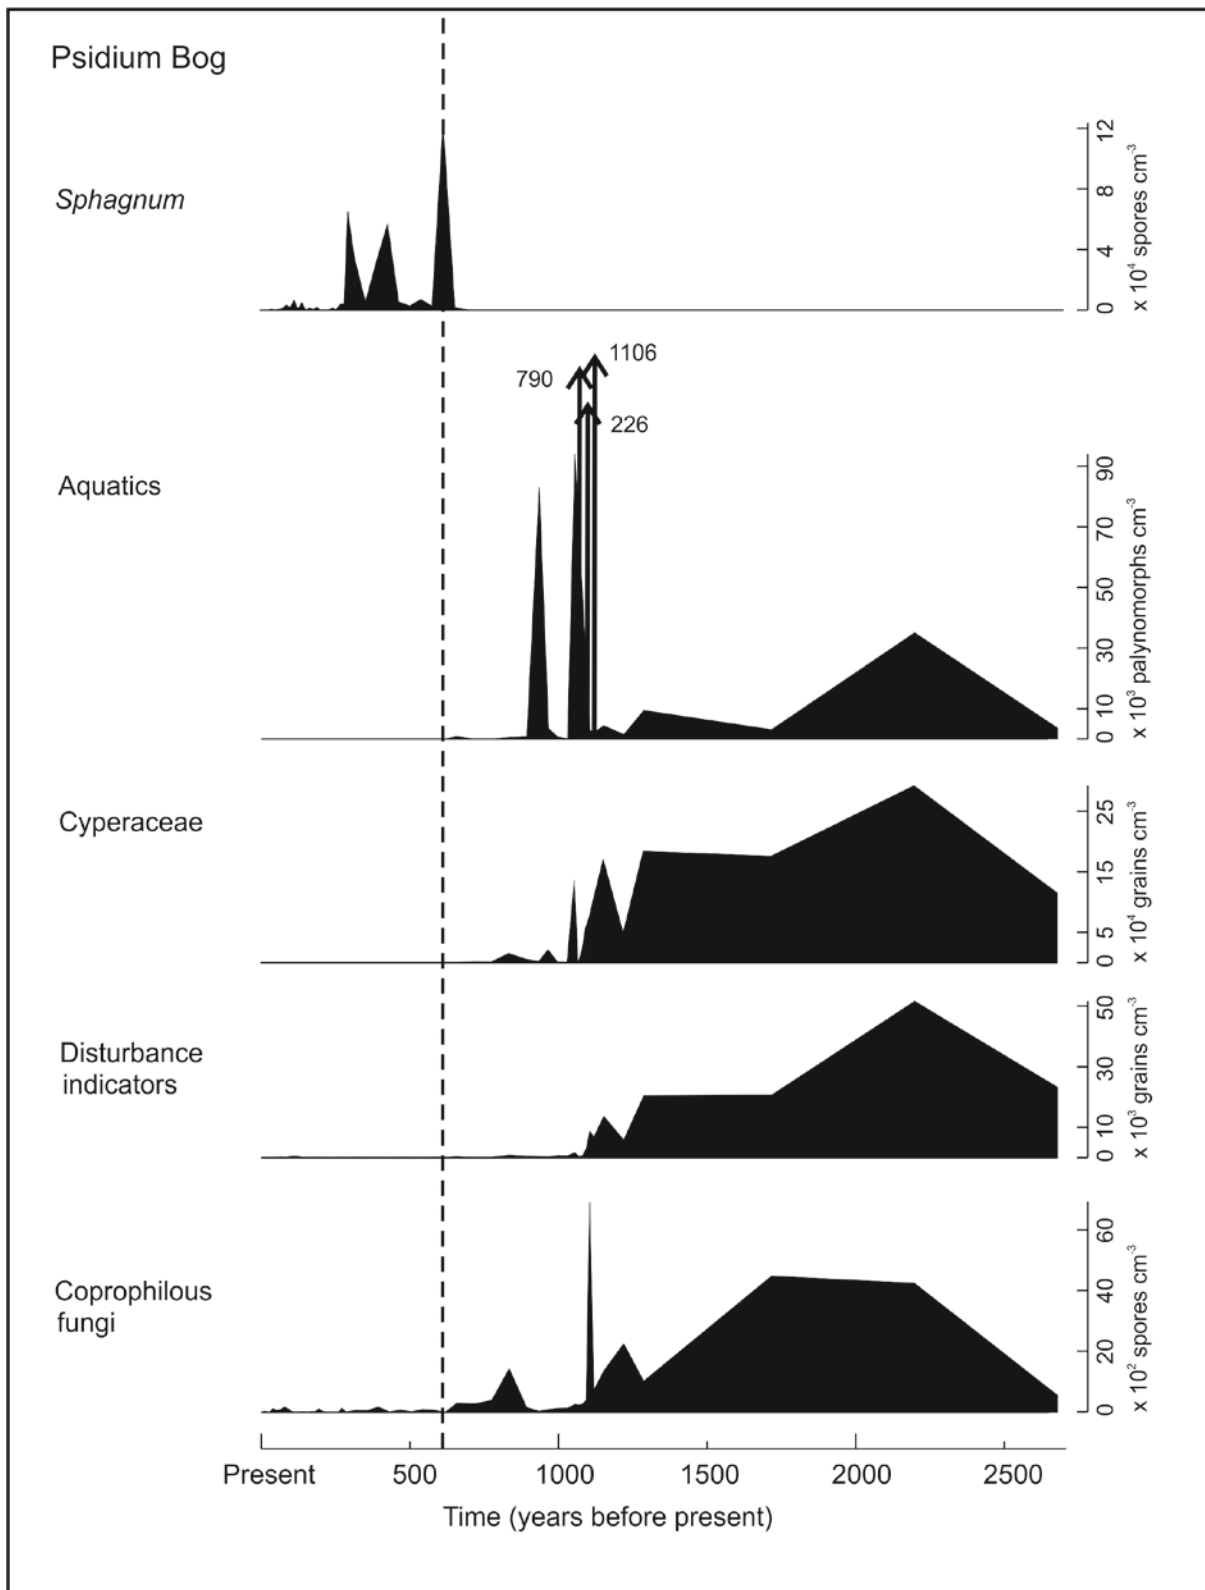 Psidium Bog
Sphagnum
0 4 8 12
x 10⁴ spores cm⁻³
790
1106
226
Aquatics
0 10 30 50 70 90
x 10³ palynomorphs cm⁻³
Cyperaceae
0 5 15 25
x 10⁴ grains cm⁻³
Disturbance
indicators
0 10 30 50
x 10³ grains cm⁻³
Coprophilous
fungi
0 20 40 60
x 10² spores cm⁻³
Present 500 1000 1500 2000 2500
Time (years before present)